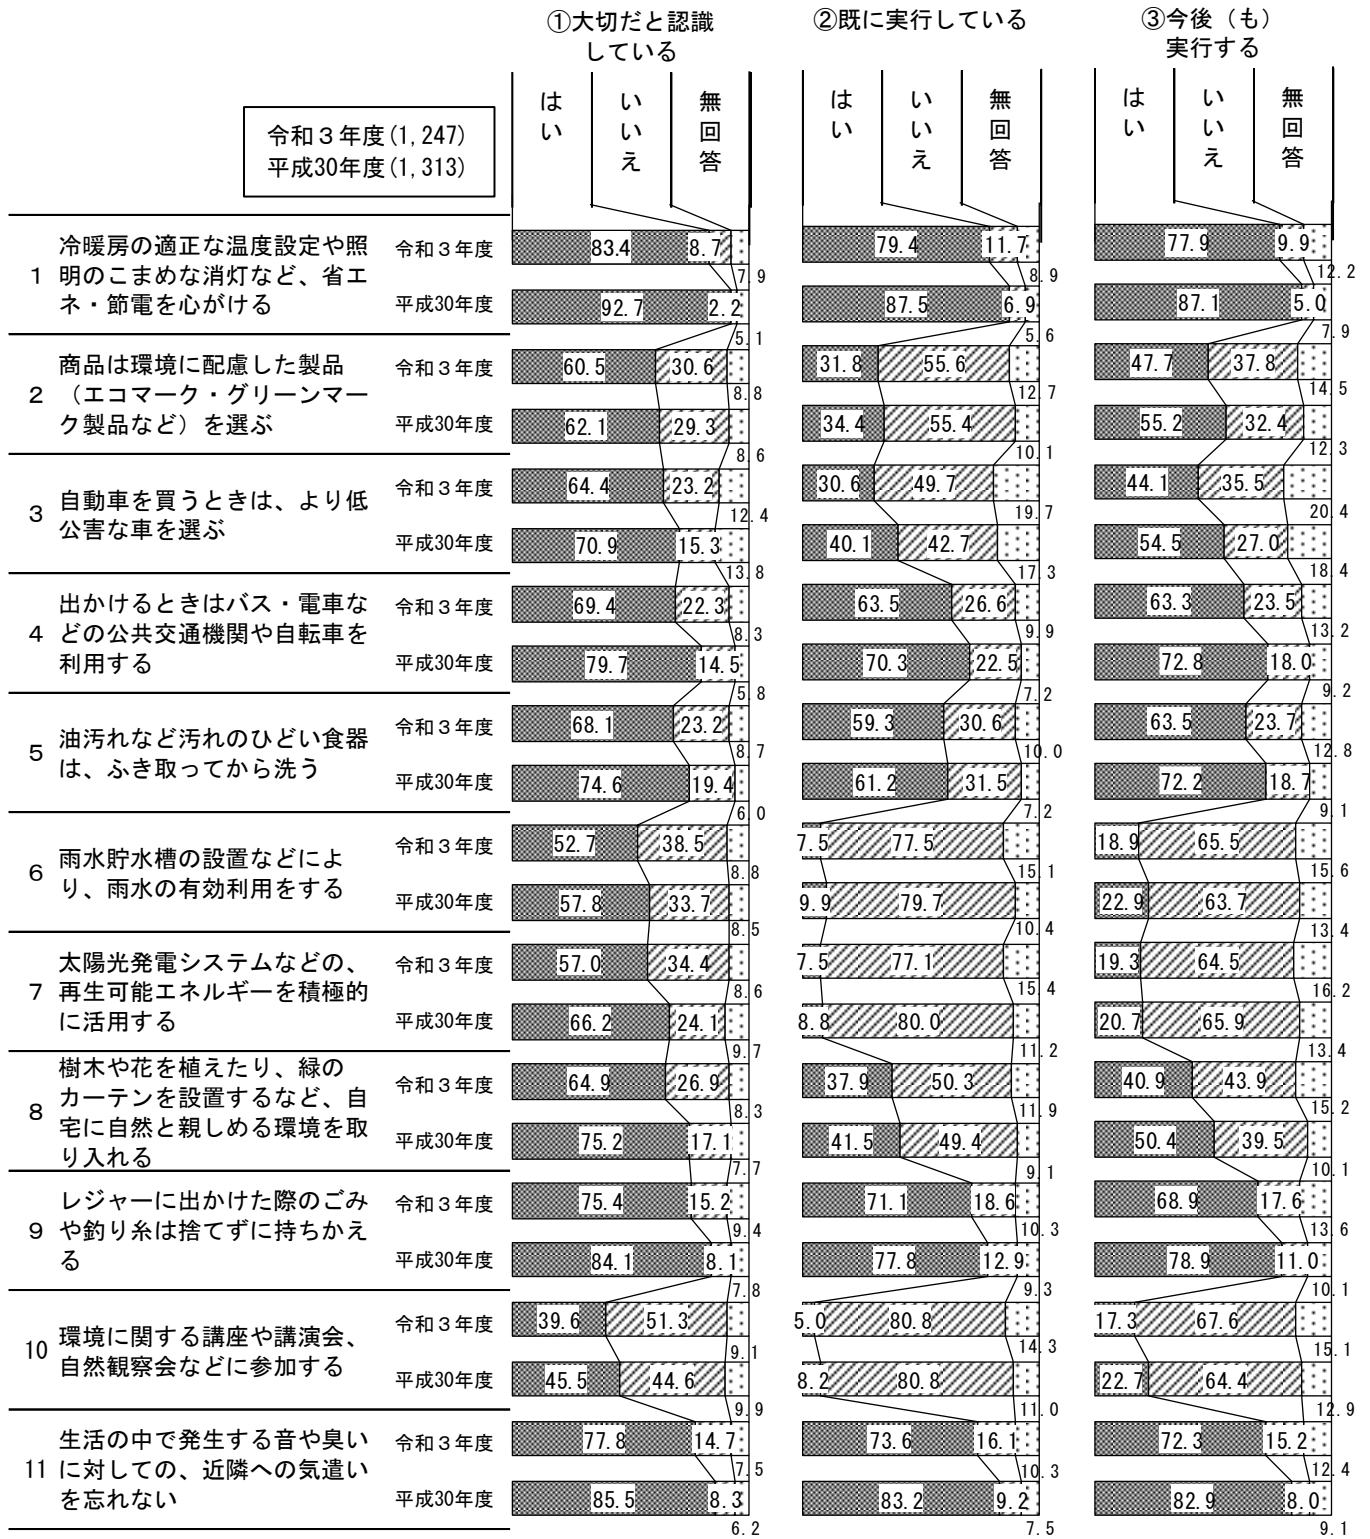 ①大切だと認識
している
②既に実行している
③今後（も）
実行する
はい
いいえ
無回答
はい
いいえ
無回答
はい
いいえ
無回答
令和３年度(1,247)
平成30年度(1,313)
1
冷暖房の適正な温度設定や照
明のこまめな消灯など、省エ
ネ・節電を心がける
令和３年度
83.4 8.7 7.9
79.4 11.7 8.9
77.9 9.9 12.2
平成30年度
92.7 2.2 5.1
87.5 6.9 5.6
87.1 5.0 7.9
2
商品は環境に配慮した製品
（エコマーク・グリーンマー
ク製品など）を選ぶ
令和３年度
60.5 30.6 8.8
31.8 55.6 12.7
47.7 37.8 14.5
平成30年度
62.1 29.3 8.6
34.4 55.4 10.1
55.2 32.4 12.3
3
自動車を買うときは、より低
公害な車を選ぶ
令和３年度
64.4 23.2 12.4
30.6 49.7 19.7
44.1 35.5 20.4
平成30年度
70.9 15.3 13.8
40.1 42.7 17.3
54.5 27.0 18.4
4
出かけるときはバス・電車な
どの公共交通機関や自転車を
利用する
令和３年度
69.4 22.3 8.3
63.5 26.6 9.9
63.3 23.5 13.2
平成30年度
79.7 14.5 5.8
70.3 22.5 7.2
72.8 18.0 9.2
5
油汚れなど汚れのひどい食器
は、ふき取ってから洗う
令和３年度
68.1 23.2 8.7
59.3 30.6 10.0
63.5 23.7 12.8
平成30年度
74.6 19.4 6.0
61.2 31.5 7.2
72.2 18.7 9.1
6
雨水貯水槽の設置などによ
り、雨水の有効利用をする
令和３年度
52.7 38.5 8.8
7.5 77.5 15.1
18.9 65.5 15.6
平成30年度
57.8 33.7 8.5
9.9 79.7 10.4
22.9 63.7 13.4
7
太陽光発電システムなどの、
再生可能エネルギーを積極的
に活用する
令和３年度
57.0 34.4 8.6
7.5 77.1 15.4
19.3 64.5 16.2
平成30年度
66.2 24.1 9.7
8.8 80.0 11.2
20.7 65.9 13.4
8
樹木や花を植えたり、緑の
カーテンを設置するなど、自
宅に自然と親しめる環境を取
り入れる
令和３年度
64.9 26.9 8.3
37.9 50.3 11.9
40.9 43.9 15.2
平成30年度
75.2 17.1 7.7
41.5 49.4 9.1
50.4 39.5 10.1
9
レジャーに出かけた際のごみ
や釣り糸は捨てずに持ちかえ
る
令和３年度
75.4 15.2 9.4
71.1 18.6 10.3
68.9 17.6 13.6
平成30年度
84.1 8.1 7.8
77.8 12.9 9.3
78.9 11.0 10.1
10
環境に関する講座や講演会、
自然観察会などに参加する
令和３年度
39.6 51.3 9.1
5.0 80.8 14.3
17.3 67.6 15.1
平成30年度
45.5 44.6 9.9
8.2 80.8 11.0
22.7 64.4 12.9
11
生活の中で発生する音や臭い
に対しての、近隣への気遣い
を忘れない
令和３年度
77.8 14.7 7.5
73.6 16.1 10.3
72.3 15.2 12.4
平成30年度
85.5 8.3 6.2
83.2 9.2 7.5
82.9 8.0 9.1